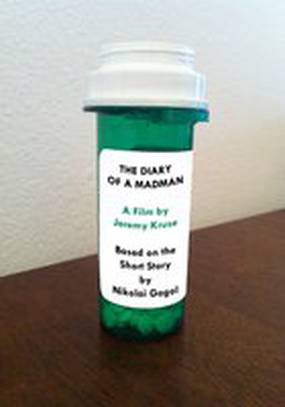 THE DIARY
OF A MADMAN
A Film by
Jeremy Kruse
Based on the
Short Story
by
Nikolai Gogol